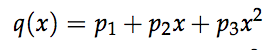 q(x) = p₁ + p₂x + p₃x²